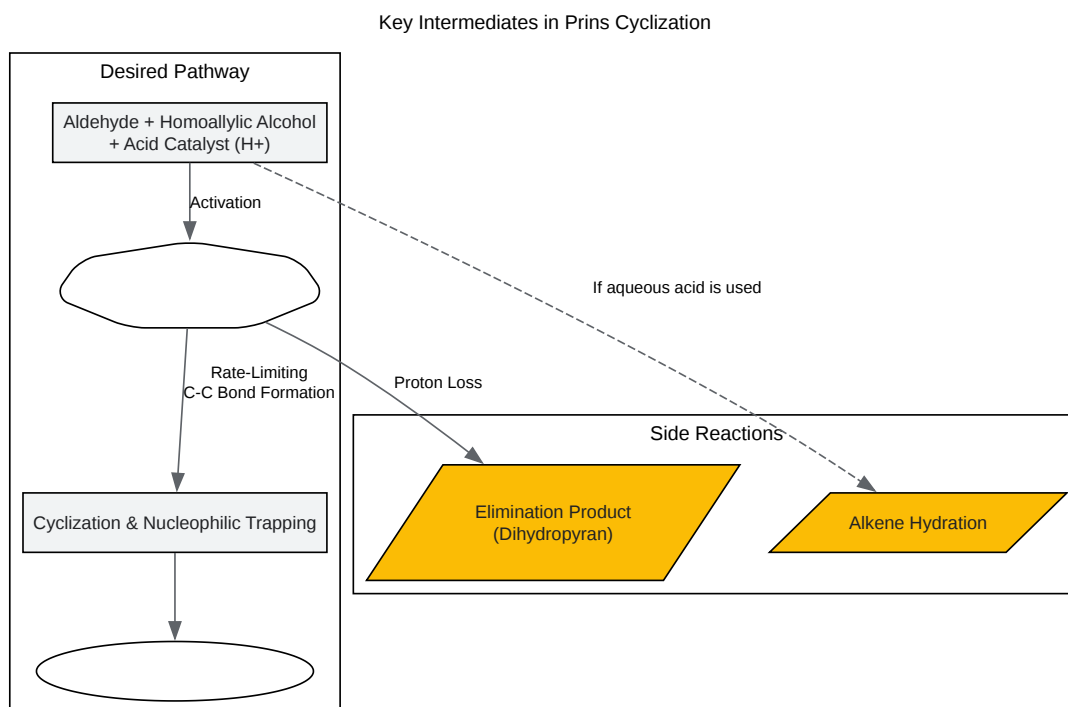 Key Intermediates in Prins Cyclization
Desired Pathway
Aldehyde + Homoallylic Alcohol
+ Acid Catalyst (H+)
Activation
If aqueous acid is used
Rate-Limiting
C-C Bond Formation
Proton Loss
Side Reactions
Cyclization & Nucleophilic Trapping
Elimination Product
(Dihydropyran)
Alkene Hydration